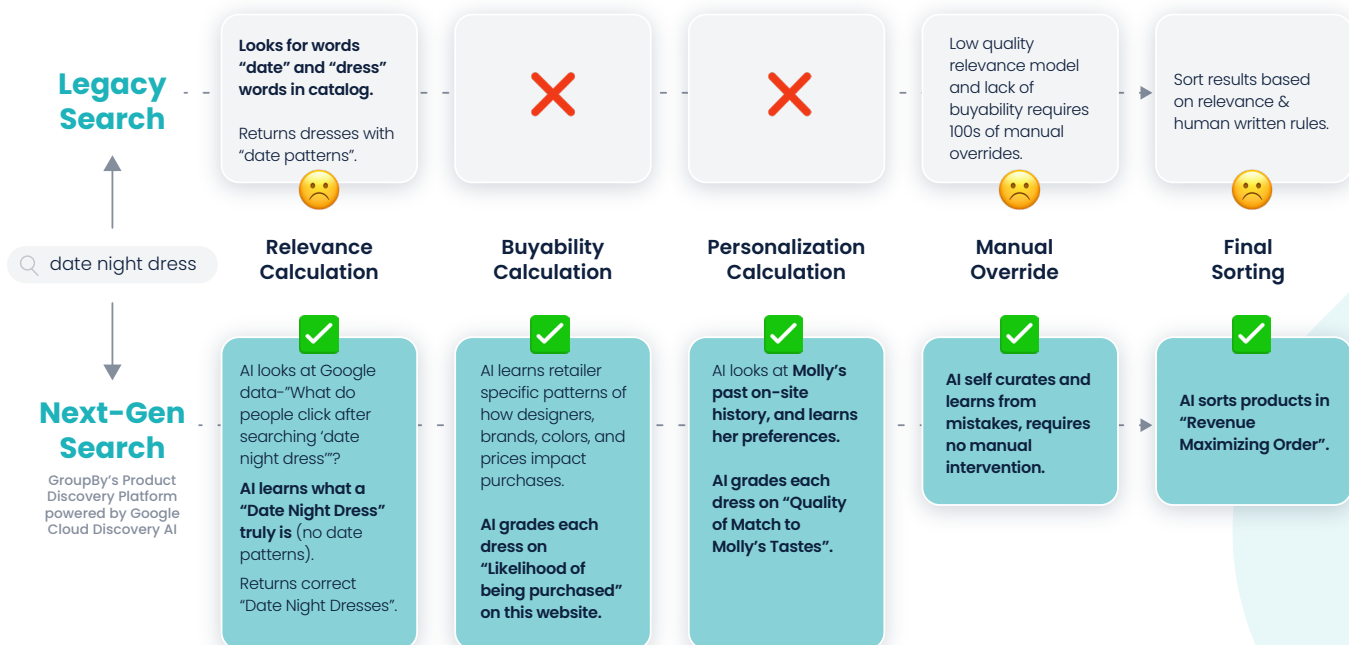 Legacy
Search
Looks for words
“date” and “dress”
words in catalog.
Returns dresses with
“date patterns”.
Low quality
relevance model
and lack of
buyability requires
100s of manual
overrides.
Sort results based
on relevance &
human written rules.
date night dress
Relevance
Calculation
Buyability
Calculation
Personalization
Calculation
Manual
Override
Final
Sorting
Next-Gen
Search
GroupBy’s Product
Discovery Platform
powered by Google
Cloud Discovery AI
AI looks at Google
data-”What do
people click after
searching ‘date
night dress’”?
AI learns what a
“Date Night Dress”
truly is (no date
patterns).
Returns correct
“Date Night Dresses”.
AI learns retailer
specific patterns of
how designers,
brands, colors, and
prices impact
purchases.
AI grades each
dress on
“Likelihood of
being purchased”
on this website.
AI looks at Molly’s
past on-site
history, and learns
her preferences.
AI grades each
dress on “Quality
of Match to
Molly’s Tastes”.
AI self curates and
learns from
mistakes, requires
no manual
intervention.
AI sorts products in
“Revenue
Maximizing Order”.